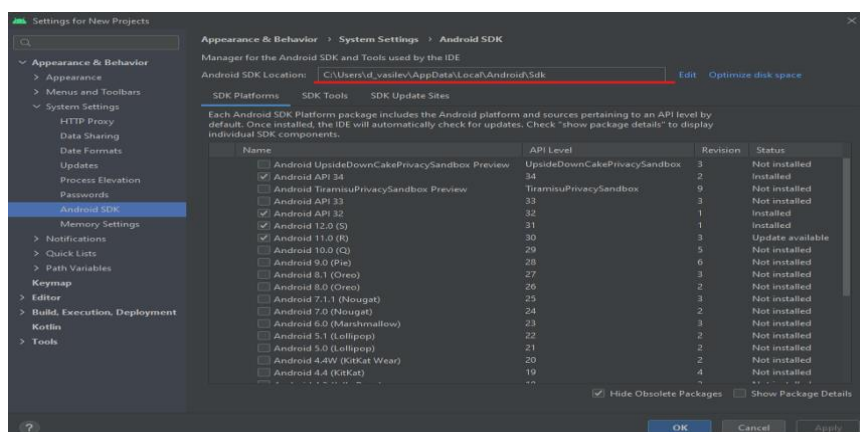 Settings for New Projects
Appearance & Behavior
Appearance
Menus and Toolbars
System Settings
HTTP Proxy
Data Sharing
Date Formats
Updates
Process Elevation
Passwords
Android SDK
Memory Settings
Notifications
Quick Lists
Path Variables
Keymap
Editor
Build, Execution, Deployment
Kotlin
Tools
Appearance & Behavior > System Settings > Android SDK
Manager for the Android SDK and Tools used by the IDE
Android SDK Location: C:\Users\d_vasilev\AppData\Local\Android\Sdk Edit Optimize disk space
SDK Platforms SDK Tools SDK Update Sites
Each Android SDK Platform package includes the Android platform and sources pertaining to an API level by
default. Once installed, the IDE will automatically check for updates. Check "show package details" to display
individual SDK components.
Name API Level Revision Status
Android UpsideDownCakePrivacySandbox Preview UpsideDownCakePrivacySandbox 3 Not installed
Android API 34 34 2 Installed
Android TiramisuPrivacySandbox Preview TiramisuPrivacySandbox 9 Not installed
Android API 33 33 3 Not installed
Android API 32 32 1 Installed
Android 12.0 (S) 31 1 Installed
Android 11.0 (R) 30 3 Update available
Android 10.0 (Q) 29 5 Not installed
Android 9.0 (Pie) 28 6 Not installed
Android 8.1 (Oreo) 27 3 Not installed
Android 8.0 (Oreo) 26 2 Not installed
Android 7.1.1 (Nougat) 25 3 Not installed
Android 7.0 (Nougat) 24 2 Not installed
Android 6.0 (Marshmallow) 23 3 Not installed
Android 5.1 (Lollipop) 22 2 Not installed
Android 5.0 (Lollipop) 21 2 Not installed
Android 4.4W (KitKat Wear) 20 2 Not installed
Android 4.4 (KitKat) 19 4 Not installed
Hide Obsolete Packages Show Package Details
? OK Cancel Apply